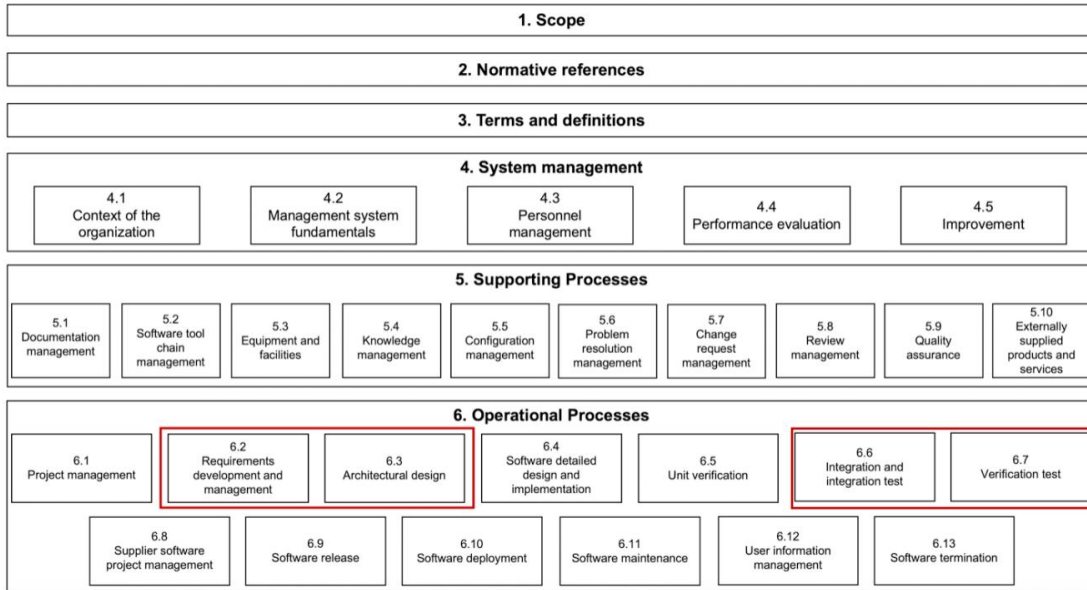 1. Scope
2. Normative references
3. Terms and definitions
4. System management
4.1
Context of the
organization
4.2
Management system
fundamentals
4.3
Personnel
management
4.4
Performance evaluation
4.5
Improvement
5. Supporting Processes
5.1
Documentation
management
5.2
Software tool
chain
management
5.3
Equipment and
facilities
5.4
Knowledge
management
5.5
Configuration
management
5.6
Problem
resolution
management
5.7
Change
request
management
5.8
Review
management
5.9
Quality
assurance
5.10
Externally
supplied
products and
services
6. Operational Processes
6.1
Project management
6.2
Requirements
development and
management
6.3
Architectural design
6.4
Software detailed
design and
implementation
6.5
Unit verification
6.6
Integration and
integration test
6.7
Verification test
6.8
Supplier software
project management
6.9
Software release
6.10
Software deployment
6.11
Software maintenance
6.12
User information
management
6.13
Software termination